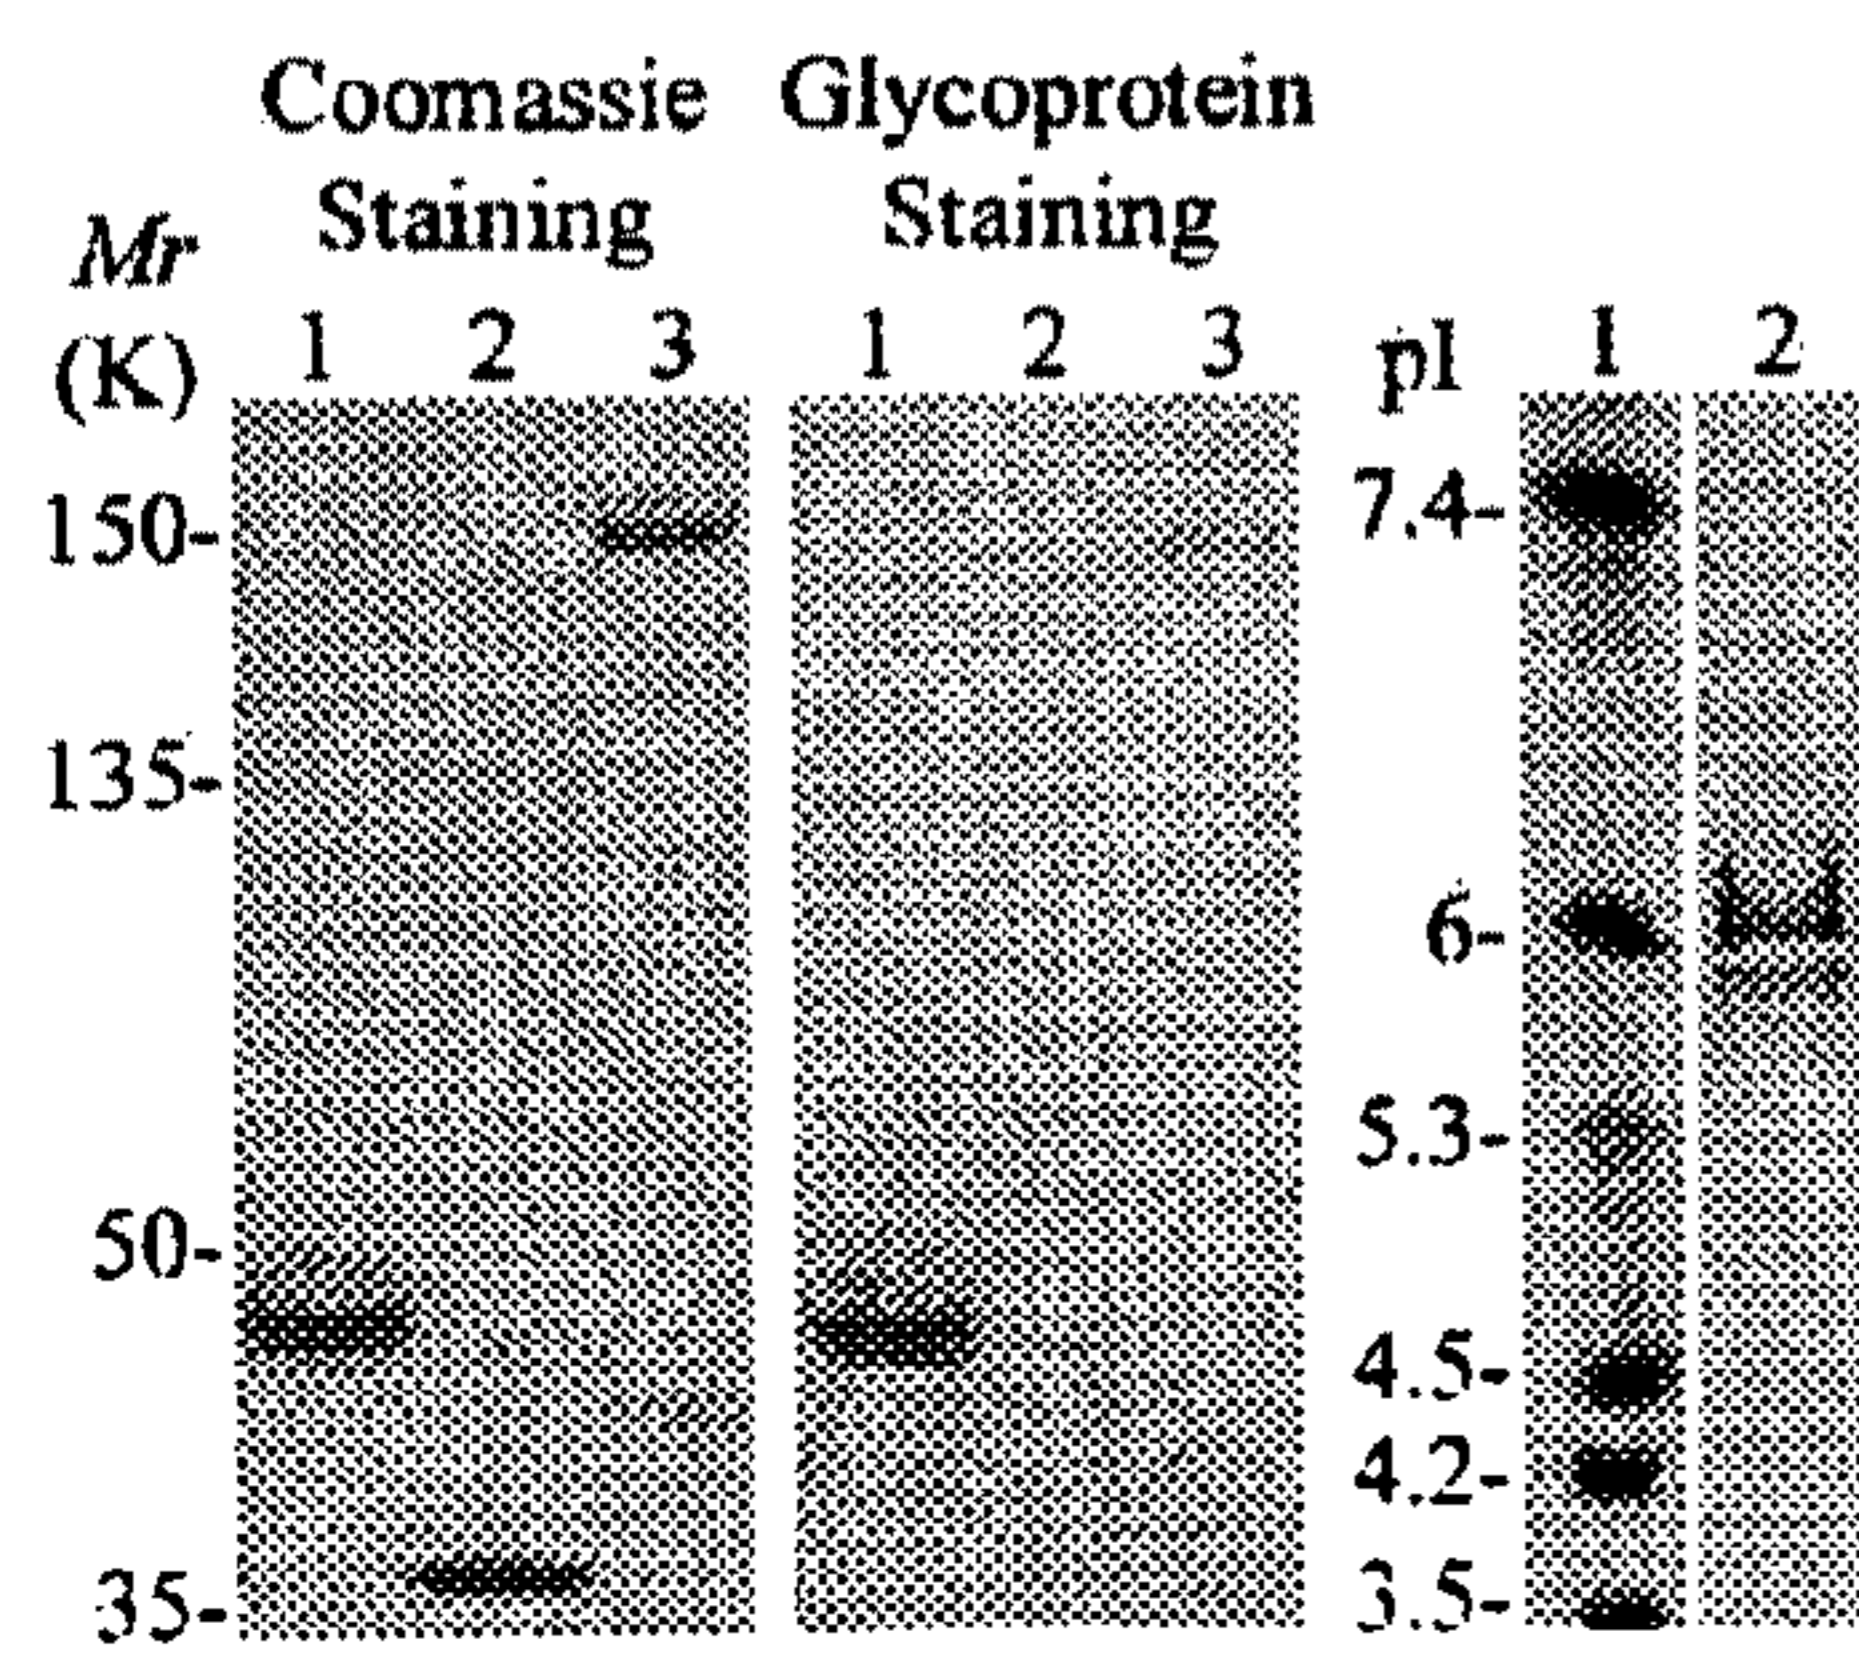 Coomassie Glycoprotein
Staining Staining
Mr
(K) 1 2 3 1 2 3 pI 1 2
150- 7.4-
135-
6-
5.3-
50-
4.5-
4.2-
35- 3.5-